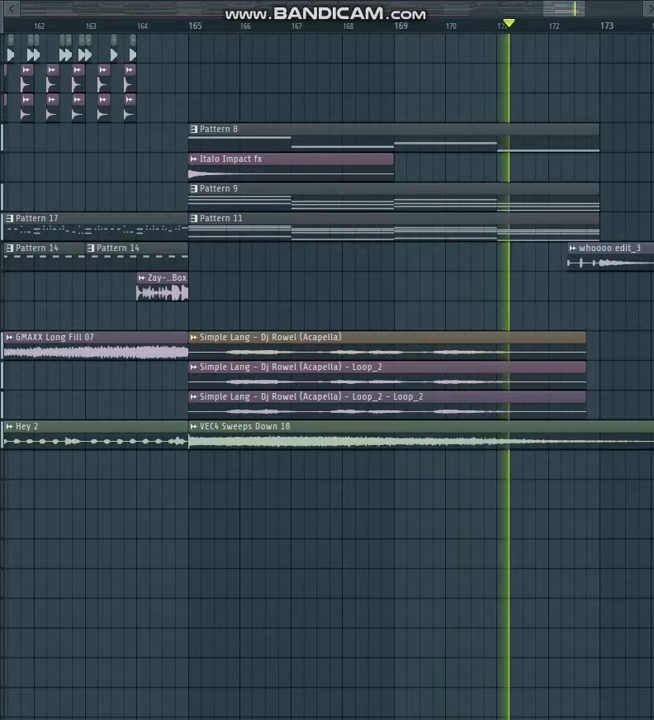 www.BANDICAM.com
162 163 164 165 166 167 168 169 170 172 173
Pattern 8
Italo Impact fx
Pattern 9
Pattern 17 Pattern 11
Pattern 14 Pattern 14 whoooo edit_3
Zay-..Box
GMAXX Long Fill 07 Simple Lang - Dj Rowel (Acapella)
Simple Lang - Dj Rowel (Acapella) - Loop_2
Simple Lang - Dj Rowel (Acapella) - Loop_2 - Loop_2
Hey 2 VEC4 Sweeps Down 18